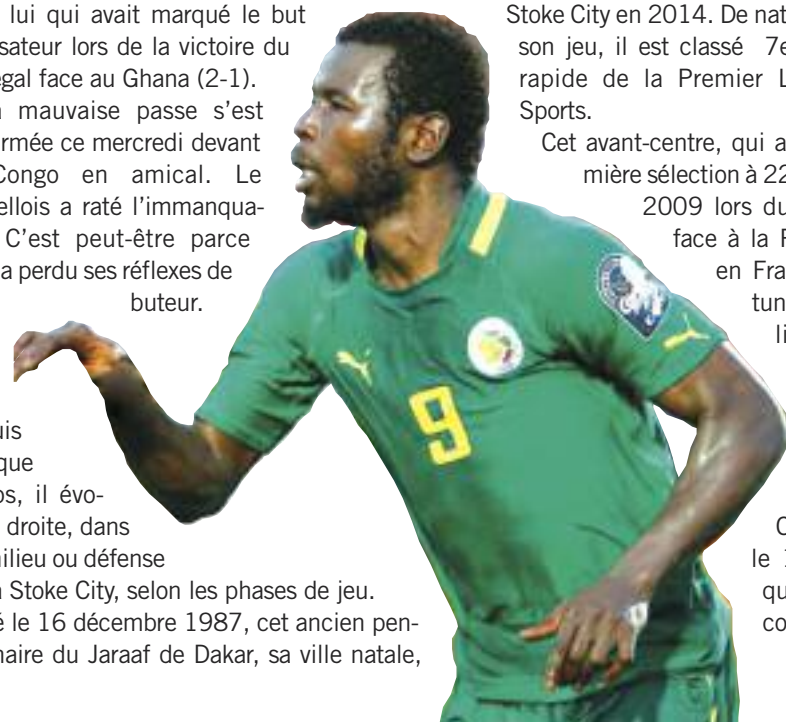 lui qui avait marqué le but
sateur lors de la victoire du
égal face au Ghana (2-1).
mauvaise passe s’est
rmée ce mercredi devant
Congo en amical. Le
ellois a raté l’immanqua-
C’est peut-être parce
a perdu ses réflexes de
buteur.
uis
que
os, il évo-
droite, dans
milieu ou défense
à Stoke City, selon les phases de jeu.
é le 16 décembre 1987, cet ancien pen-
naire du Jaraaf de Dakar, sa ville natale,
Stoke City en 2014. De nat
son jeu, il est classé 7e
rapide de la Premier L
Sports.
Cet avant-centre, qui a
mière sélection à 22
2009 lors du
face à la R
en Fra
tun
li
C
le 1
qu
co
9